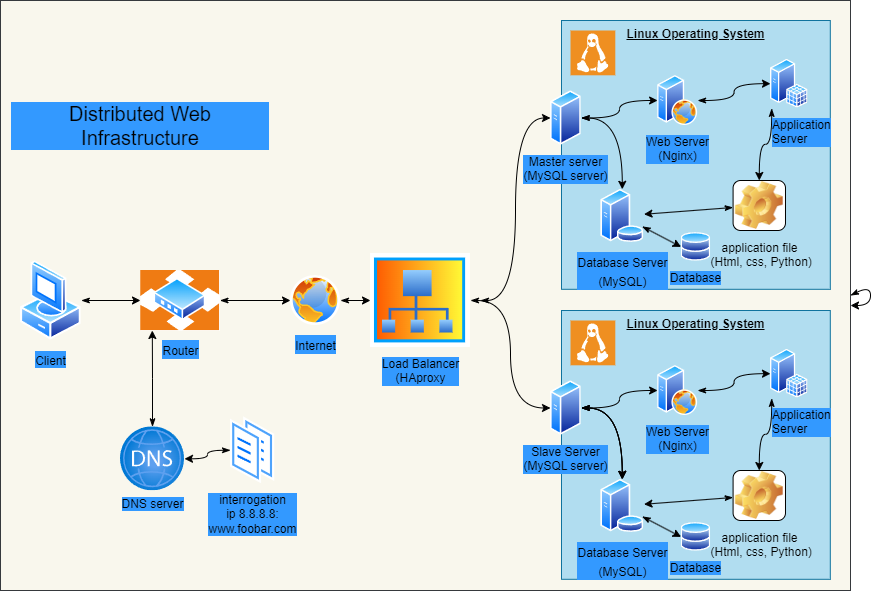 Distributed Web
Infrastructure
Linux Operating System
Web Server
(Nginx)
Application
Server
Master server
(MySQL server)
Database Server
(MySQL)
Database
application file
(Html, css, Python)
Client
Router
Internet
Load Balancer
(HAproxy
DNS
DNS server
interrogation
ip 8.8.8.8:
www.foobar.com
Linux Operating System
Web Server
(Nginx)
Application
Server
Slave Server
(MySQL server)
Database Server
(MySQL)
Database
application file
(Html, css, Python)